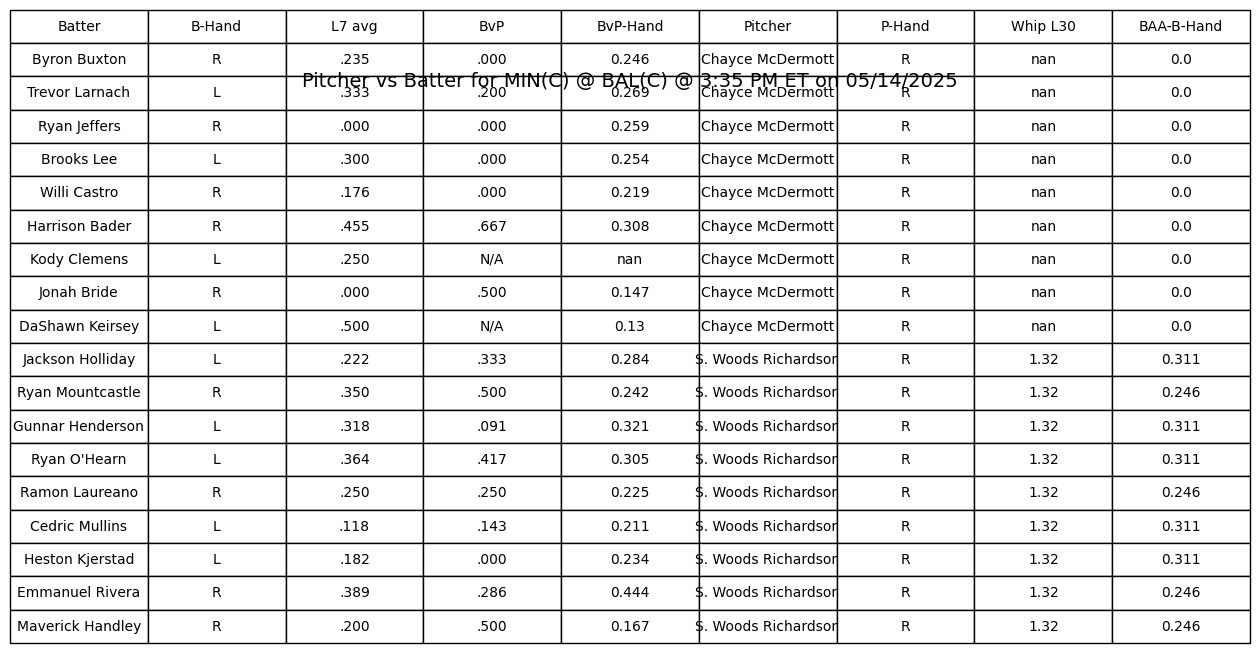 Batter B-Hand L7 avg BvP BvP-Hand Pitcher P-Hand Whip L30 BAA-B-Hand
Byron Buxton R .235 .000 0.246 Chayce McDermott R nan 0.0
Pitcher vs Batter for MIN(C) @ BAL(C) @ 3:35 PM ET on 05/14/2025
Trevor Larnach L .333 .200 0.269 Chayce McDermott R nan 0.0
Ryan Jeffers R .000 .000 0.259 Chayce McDermott R nan 0.0
Brooks Lee L .300 .000 0.254 Chayce McDermott R nan 0.0
Willi Castro R .176 .000 0.219 Chayce McDermott R nan 0.0
Harrison Bader R .455 .667 0.308 Chayce McDermott R nan 0.0
Kody Clemens L .250 N/A nan Chayce McDermott R nan 0.0
Jonah Bride R .000 .500 0.147 Chayce McDermott R nan 0.0
DaShawn Keirsey L .500 N/A 0.13 Chayce McDermott R nan 0.0
Jackson Holliday L .222 .333 0.284 S. Woods Richardson R 1.32 0.311
Ryan Mountcastle R .350 .500 0.242 S. Woods Richardson R 1.32 0.246
Gunnar Henderson L .318 .091 0.321 S. Woods Richardson R 1.32 0.311
Ryan O'Hearn L .364 .417 0.305 S. Woods Richardson R 1.32 0.311
Ramon Laureano R .250 .250 0.225 S. Woods Richardson R 1.32 0.246
Cedric Mullins L .118 .143 0.211 S. Woods Richardson R 1.32 0.311
Heston Kjerstad L .182 .000 0.234 S. Woods Richardson R 1.32 0.311
Emmanuel Rivera R .389 .286 0.444 S. Woods Richardson R 1.32 0.246
Maverick Handley R .200 .500 0.167 S. Woods Richardson R 1.32 0.246